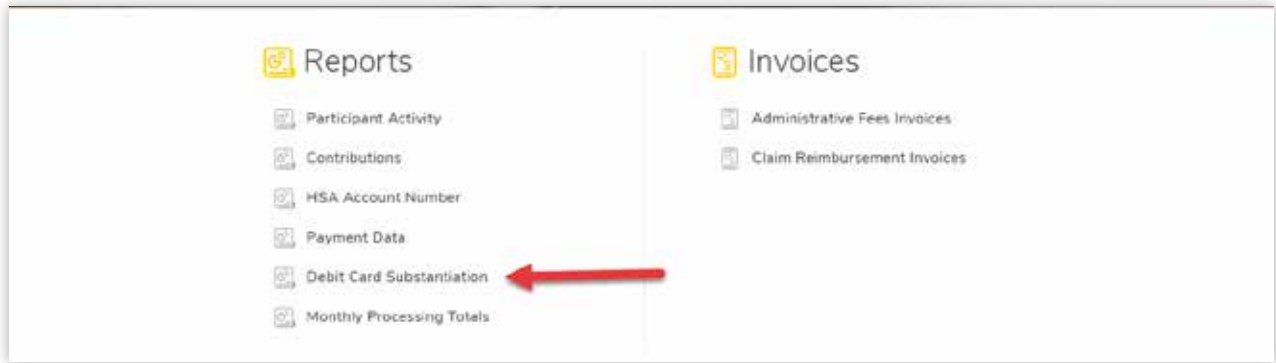 Reports
Participant Activity
Contributions
HSA Account Number
Payment Data
Debit Card Substantiation
Monthly Processing Totals
Invoices
Administrative Fees Invoices
Claim Reimbursement Invoices